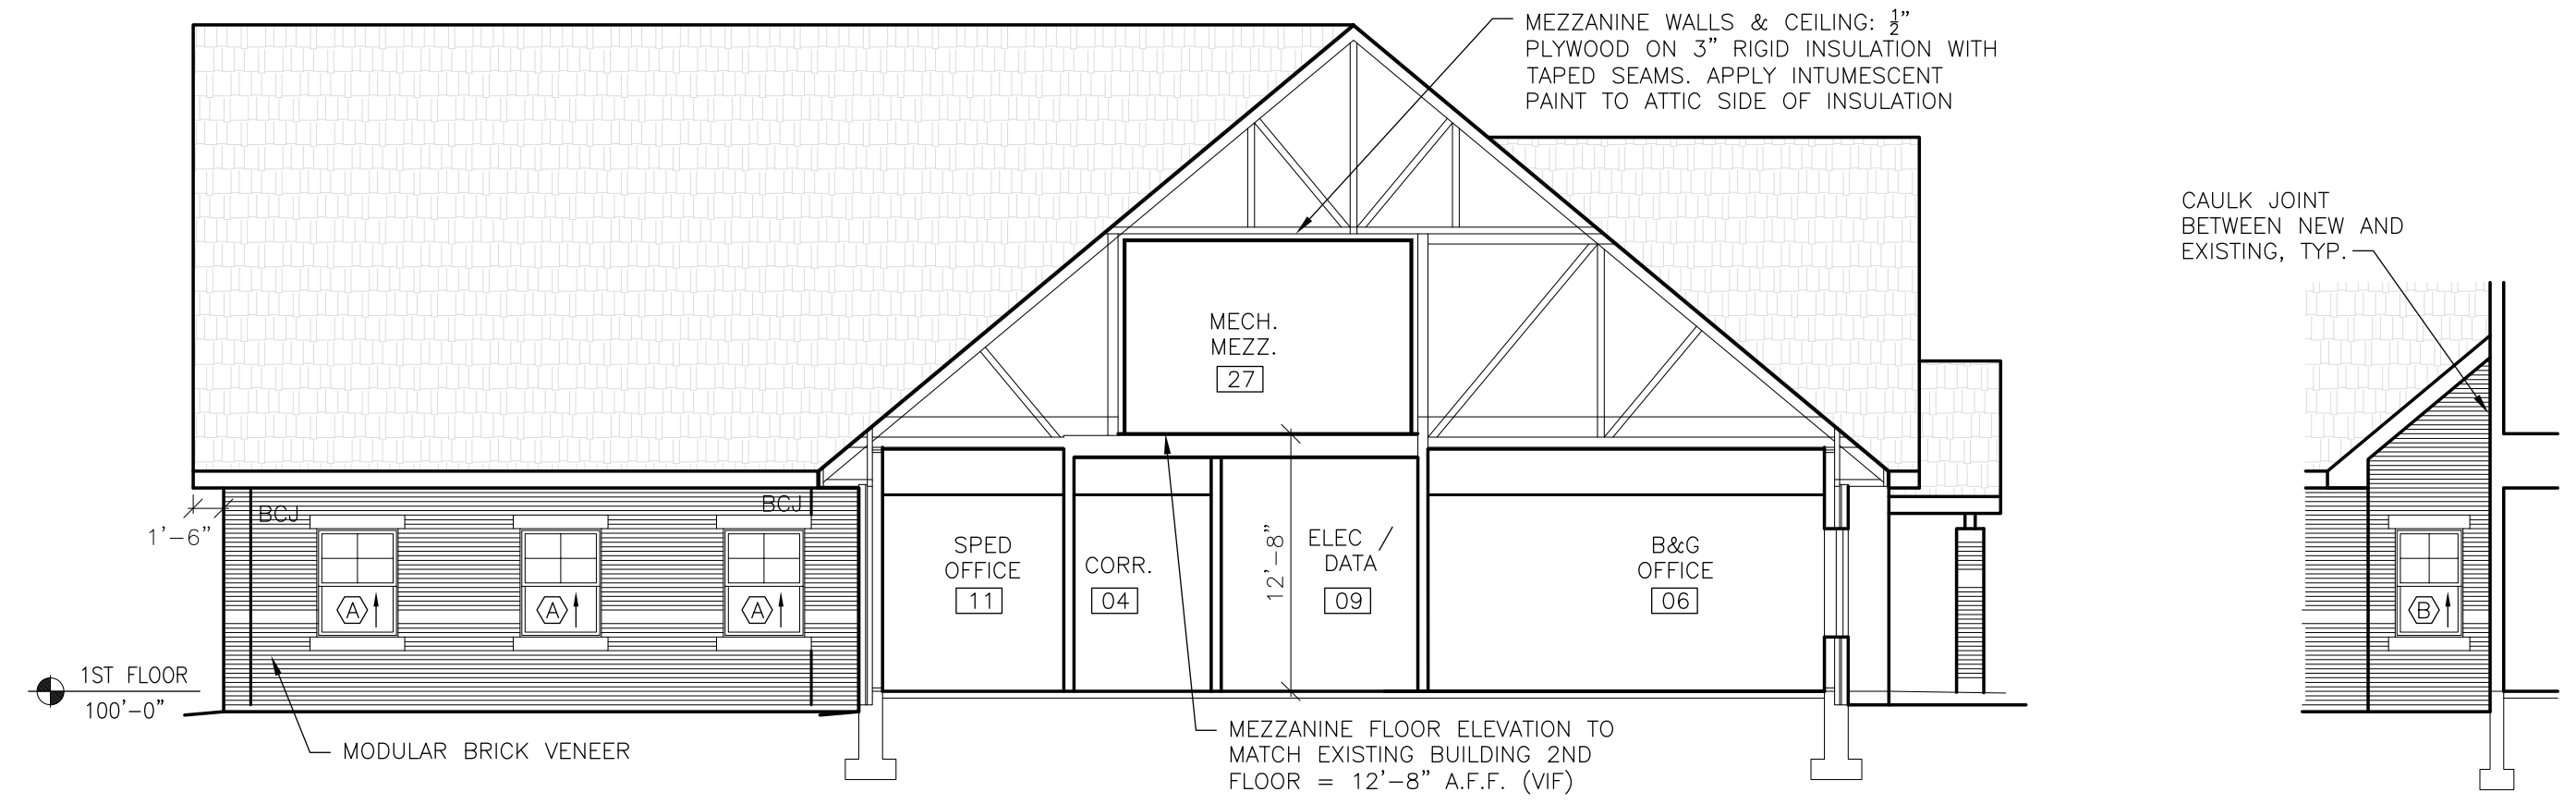 MEZZANINE WALLS & CEILING: ½”
PLYWOOD ON 3” RIGID INSULATION WITH
TAPED SEAMS. APPLY INTUMESCENT
PAINT TO ATTIC SIDE OF INSULATION
CAULK JOINT
BETWEEN NEW AND
EXISTING, TYP.
MECH.
MEZZ.
27
BCJ
BCJ
1’-6”
SPED
OFFICE
11
CORR.
04
12’-8”
ELEC /
DATA
09
B&G
OFFICE
06
A
A
A
B
1ST FLOOR
100’-0”
MODULAR BRICK VENEER
MEZZANINE FLOOR ELEVATION TO
MATCH EXISTING BUILDING 2ND
FLOOR = 12’-8” A.F.F. (VIF)